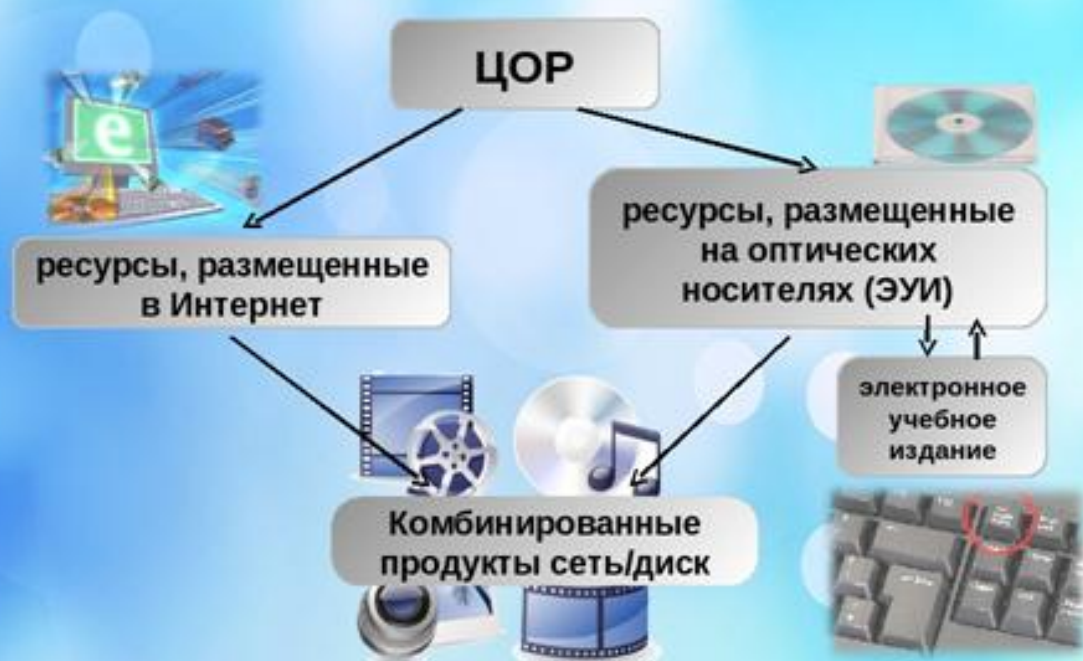 ЦОР
ресурсы, размещенные
в Интернет
ресурсы, размещенные
на оптических
носителях (ЭУИ)
электронное
учебное
издание
Комбинированные
продукты сеть/диск
e